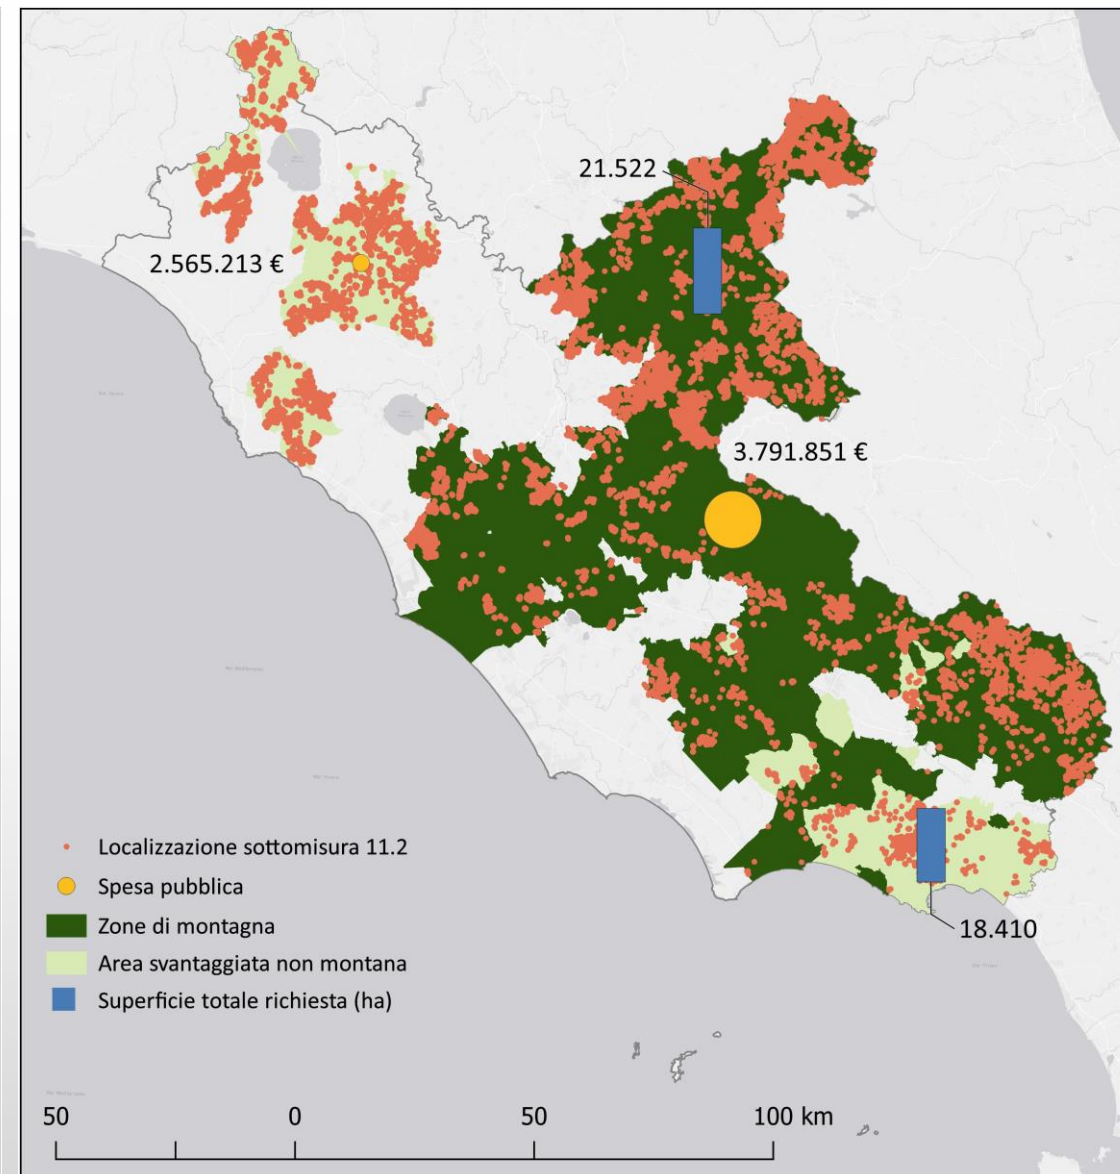 21.522
2.565.213 €
3.791.851 €
Localizzazione sottomisura 11.2
Spesa pubblica
Zone di montagna
Area svantaggiata non montana
Superficie totale richiesta (ha)
18.410
50 0 50 100 km